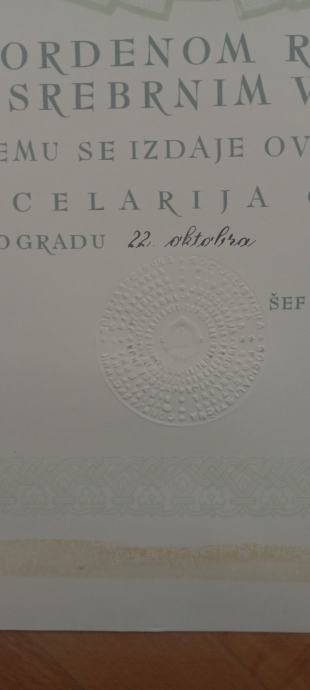 ORDENOM R
SREBRNIM V
EMU SE IZDAJE OV
CELARIJA
OGRADU 22. oktobra
ŠEF